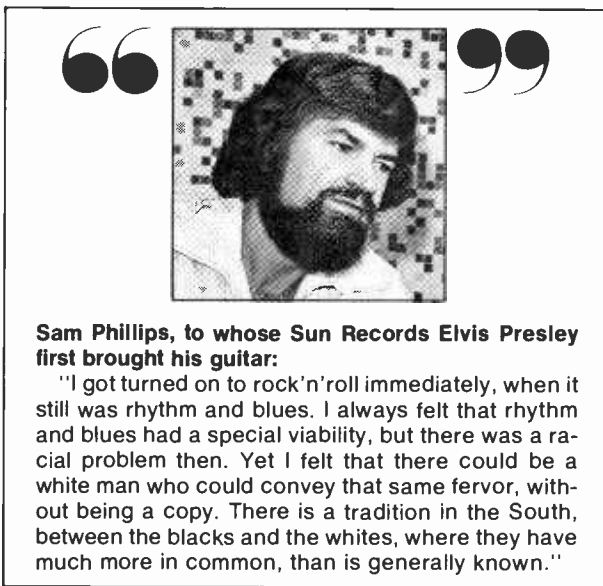 “ ”
Sam Phillips, to whose Sun Records Elvis Presley
first brought his guitar:
"I got turned on to rock'n'roll immediately, when it
still was rhythm and blues. I always felt that rhythm
and blues had a special viability, but there was a ra-
cial problem then. Yet I felt that there could be a
white man who could convey that same fervor, with-
out being a copy. There is a tradition in the South,
between the blacks and the whites, where they have
much more in common, than is generally known."